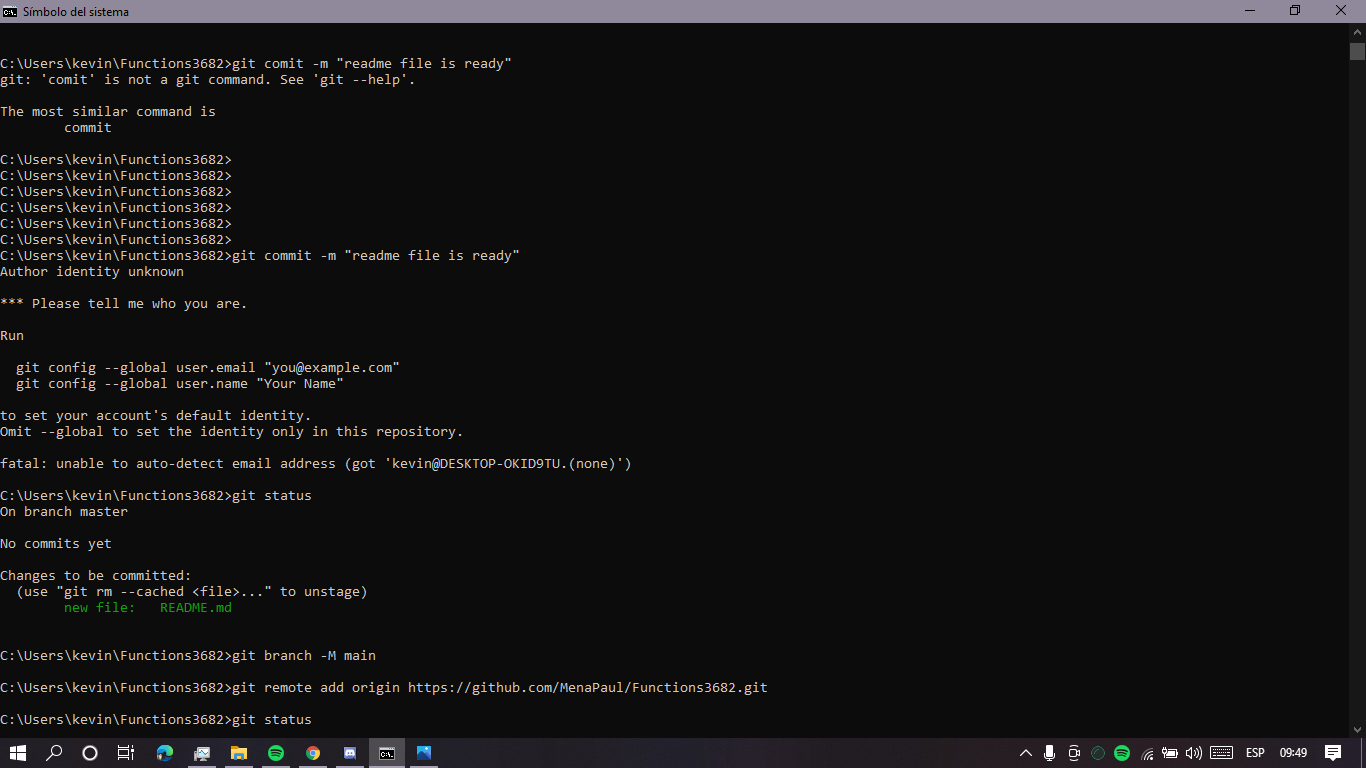 Símbolo del sistema
C:\Users\kevin\Functions3682>git comit -m "readme file is ready"
git: 'comit' is not a git command. See 'git --help'.
The most similar command is
commit
C:\Users\kevin\Functions3682>
C:\Users\kevin\Functions3682>
C:\Users\kevin\Functions3682>
C:\Users\kevin\Functions3682>
C:\Users\kevin\Functions3682>
C:\Users\kevin\Functions3682>
C:\Users\kevin\Functions3682>git commit -m "readme file is ready"
Author identity unknown
*** Please tell me who you are.
Run
git config --global user.email "you@example.com"
git config --global user.name "Your Name"
to set your account's default identity.
Omit --global to set the identity only in this repository.
fatal: unable to auto-detect email address (got 'kevin@DESKTOP-OKID9TU.(none)')
C:\Users\kevin\Functions3682>git status
On branch master
No commits yet
Changes to be committed:
(use "git rm --cached <file>..." to unstage)
new file:   README.md
C:\Users\kevin\Functions3682>git branch -M main
C:\Users\kevin\Functions3682>git remote add origin https://github.com/MenaPaul/Functions3682.git
C:\Users\kevin\Functions3682>git status
ESP
09:49